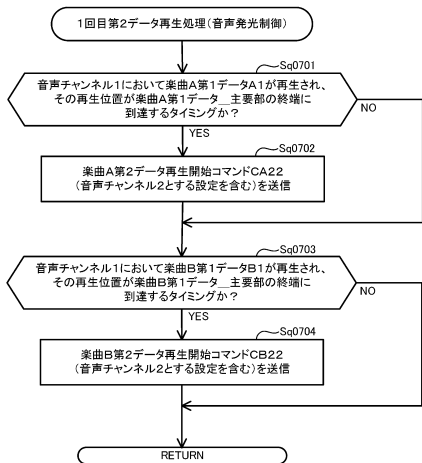 1回目第2データ再生処理(音声発光制御)
Sq0701
音声チャンネル1において楽曲A第1データA1が再生され、
その再生位置が楽曲A第1データ__主要部の終端に
到達するタイミングか?
NO
YES
Sq0702
楽曲A第2データ再生開始コマンドCA22
(音声チャンネル2とする設定を含む)を送信
Sq0703
音声チャンネル1において楽曲B第1データB1が再生され、
その再生位置が楽曲B第1データ__主要部の終端に
到達するタイミングか?
NO
YES
Sq0704
楽曲B第2データ再生開始コマンドCB22
(音声チャンネル2とする設定を含む)を送信
RETURN